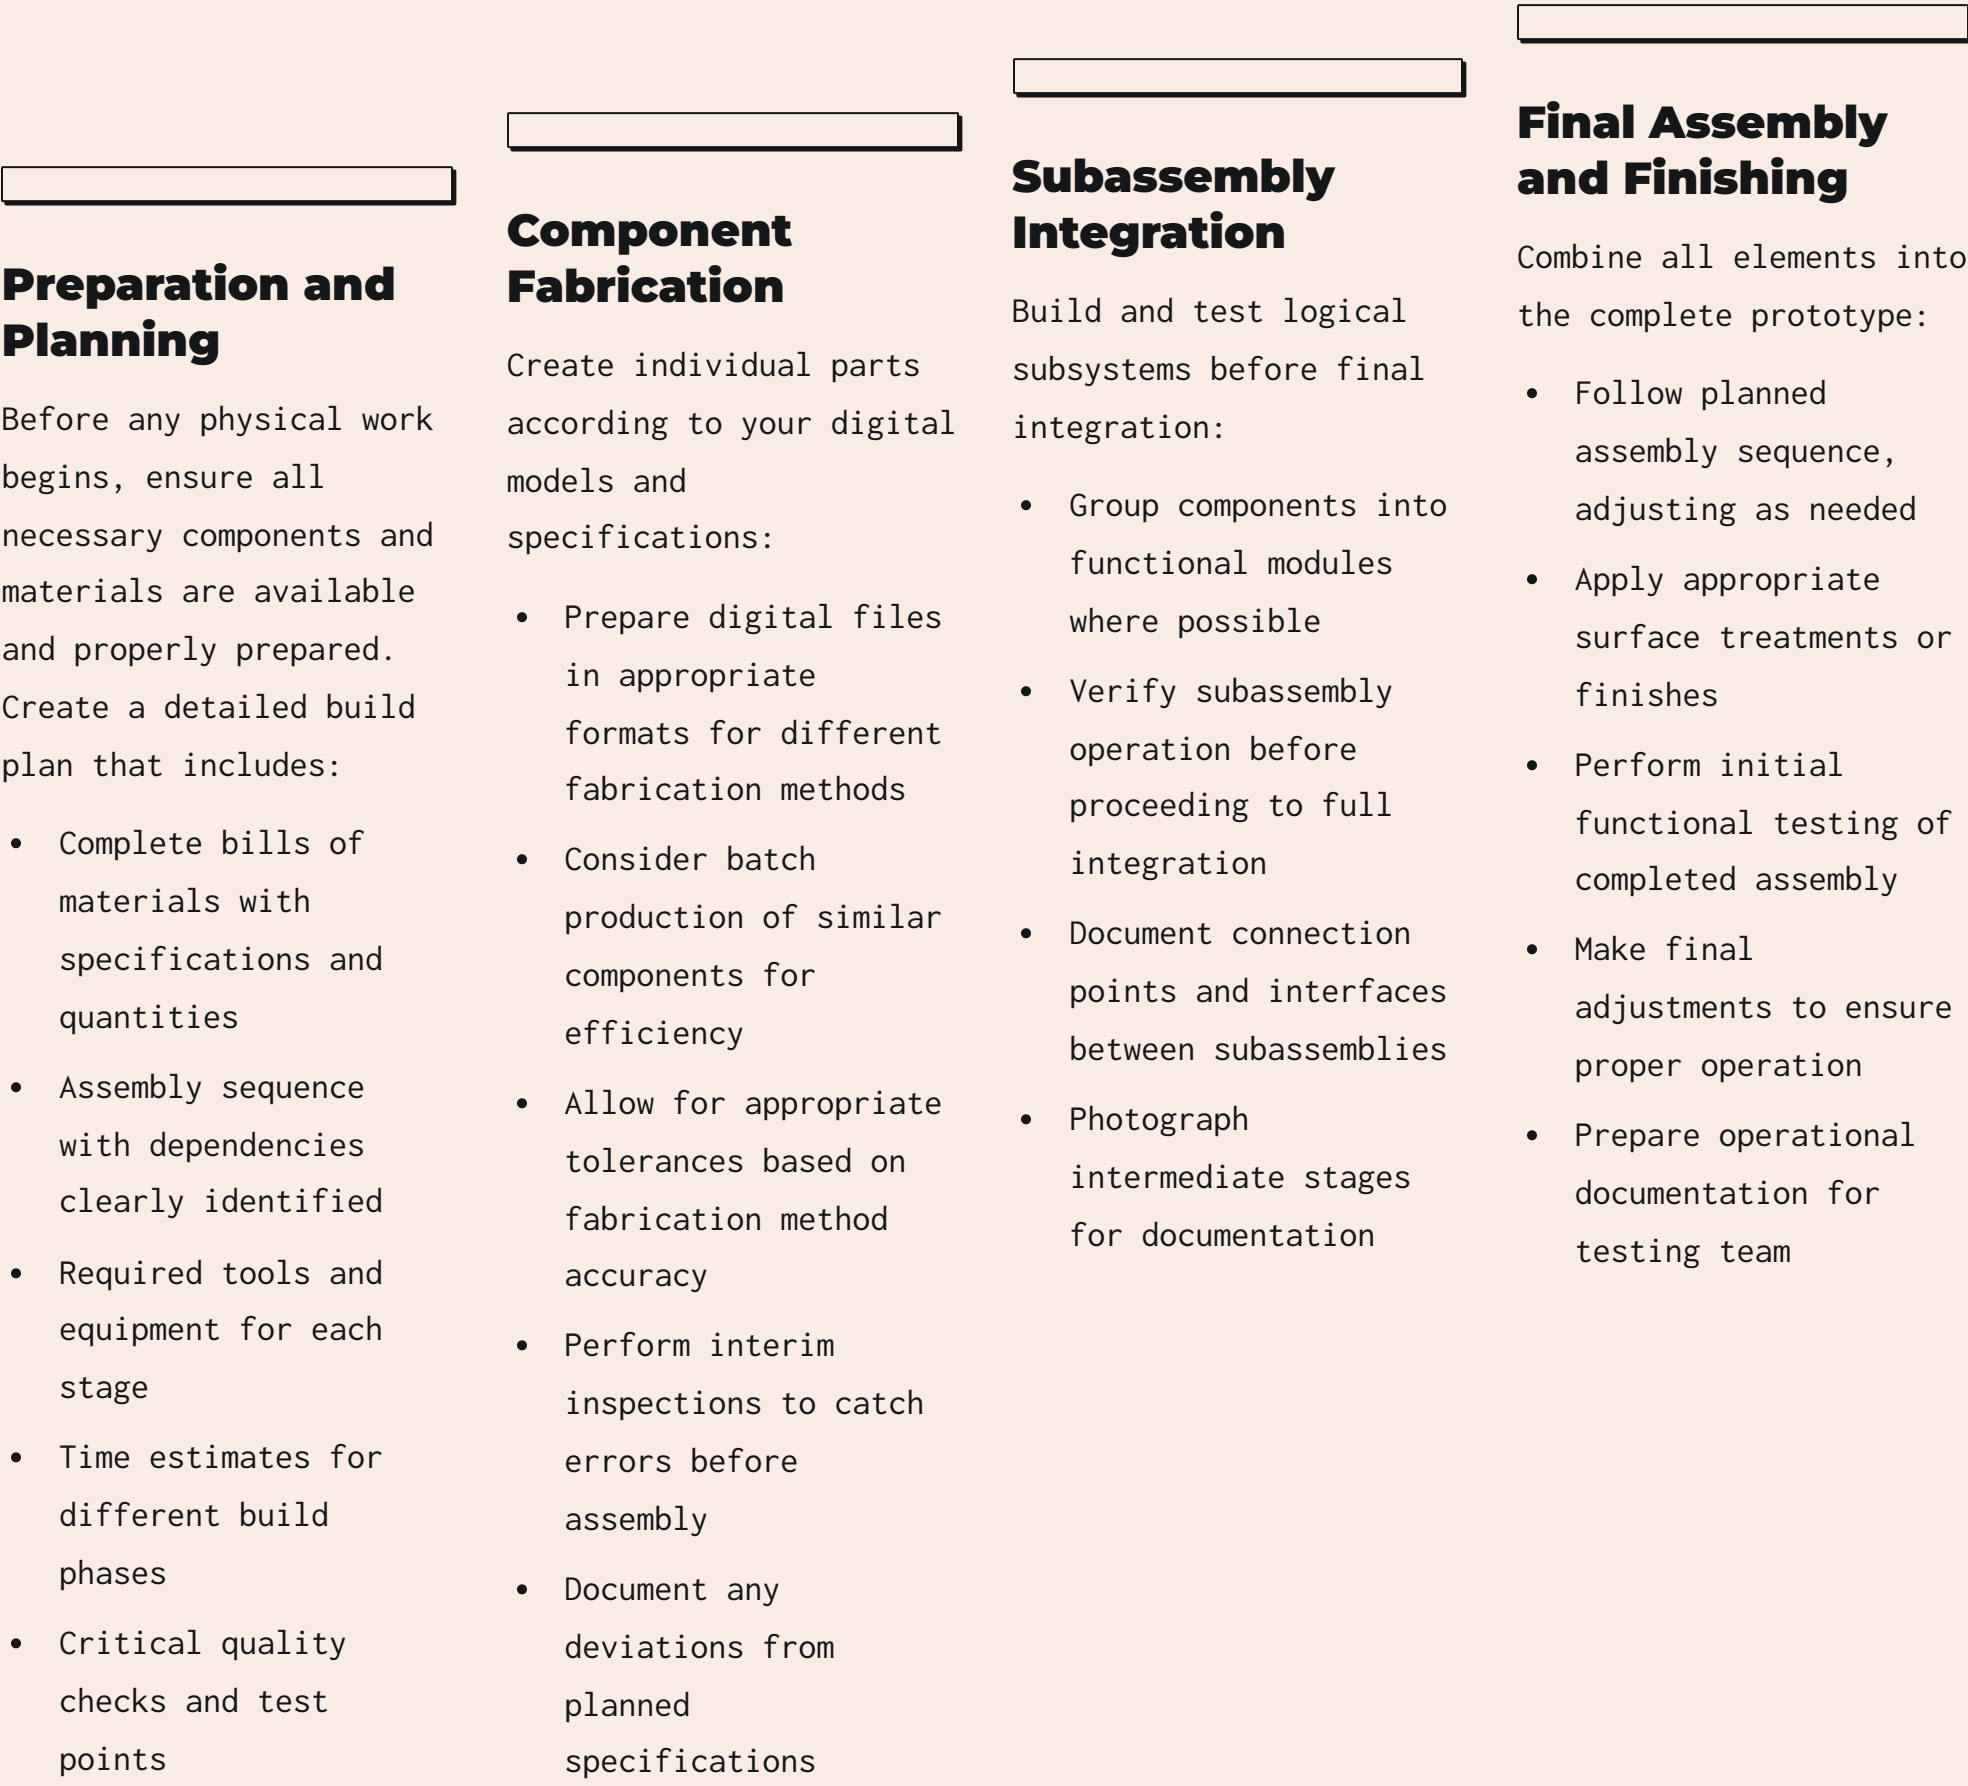 Preparation and
Planning
Before any physical work
begins, ensure all
necessary components and
materials are available
and properly prepared.
Create a detailed build
plan that includes:
• Complete bills of
materials with
specifications and
quantities
• Assembly sequence
with dependencies
clearly identified
• Required tools and
equipment for each
stage
• Time estimates for
different build
phases
• Critical quality
checks and test
points
Component
Fabrication
Create individual parts
according to your digital
models and
specifications:
• Prepare digital files
in appropriate
formats for different
fabrication methods
• Consider batch
production of similar
components for
efficiency
• Allow for appropriate
tolerances based on
fabrication method
accuracy
• Perform interim
inspections to catch
errors before
assembly
• Document any
deviations from
planned
specifications
Subassembly
Integration
Build and test logical
subsystems before final
integration:
• Group components into
functional modules
where possible
• Verify subassembly
operation before
proceeding to full
integration
• Document connection
points and interfaces
between subassemblies
• Photograph
intermediate stages
for documentation
Final Assembly
and Finishing
Combine all elements into
the complete prototype:
• Follow planned
assembly sequence,
adjusting as needed
• Apply appropriate
surface treatments or
finishes
• Perform initial
functional testing of
completed assembly
• Make final
adjustments to ensure
proper operation
• Prepare operational
documentation for
testing team